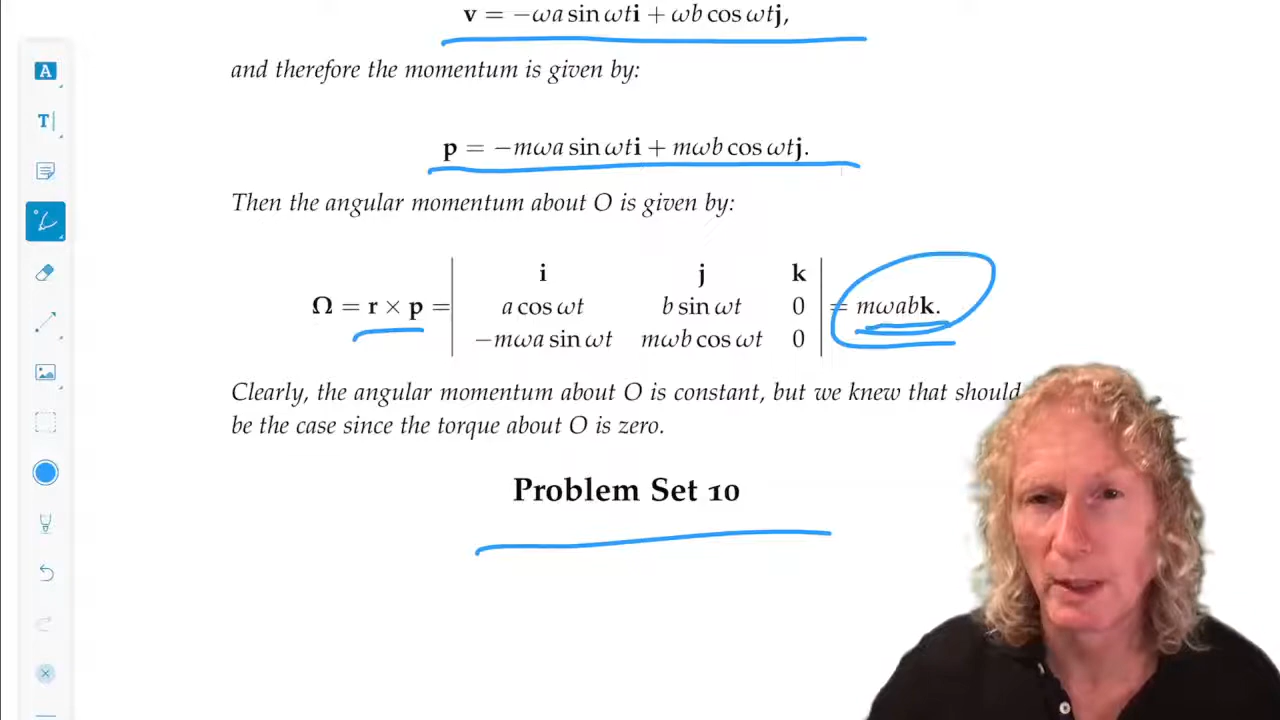 v = −ωa sin ωti + ωb cos ωtj,
and therefore the momentum is given by:
p = −mωa sin ωti + mωb cos ωtj.
Then the angular momentum about O is given by:
i j k
Ω = r × p = a cos ωt b sin ωt 0 = mωabk.
−mωa sin ωt mωb cos ωt 0
Clearly, the angular momentum about O is constant, but we knew that should
be the case since the torque about O is zero.
Problem Set 10
A
T